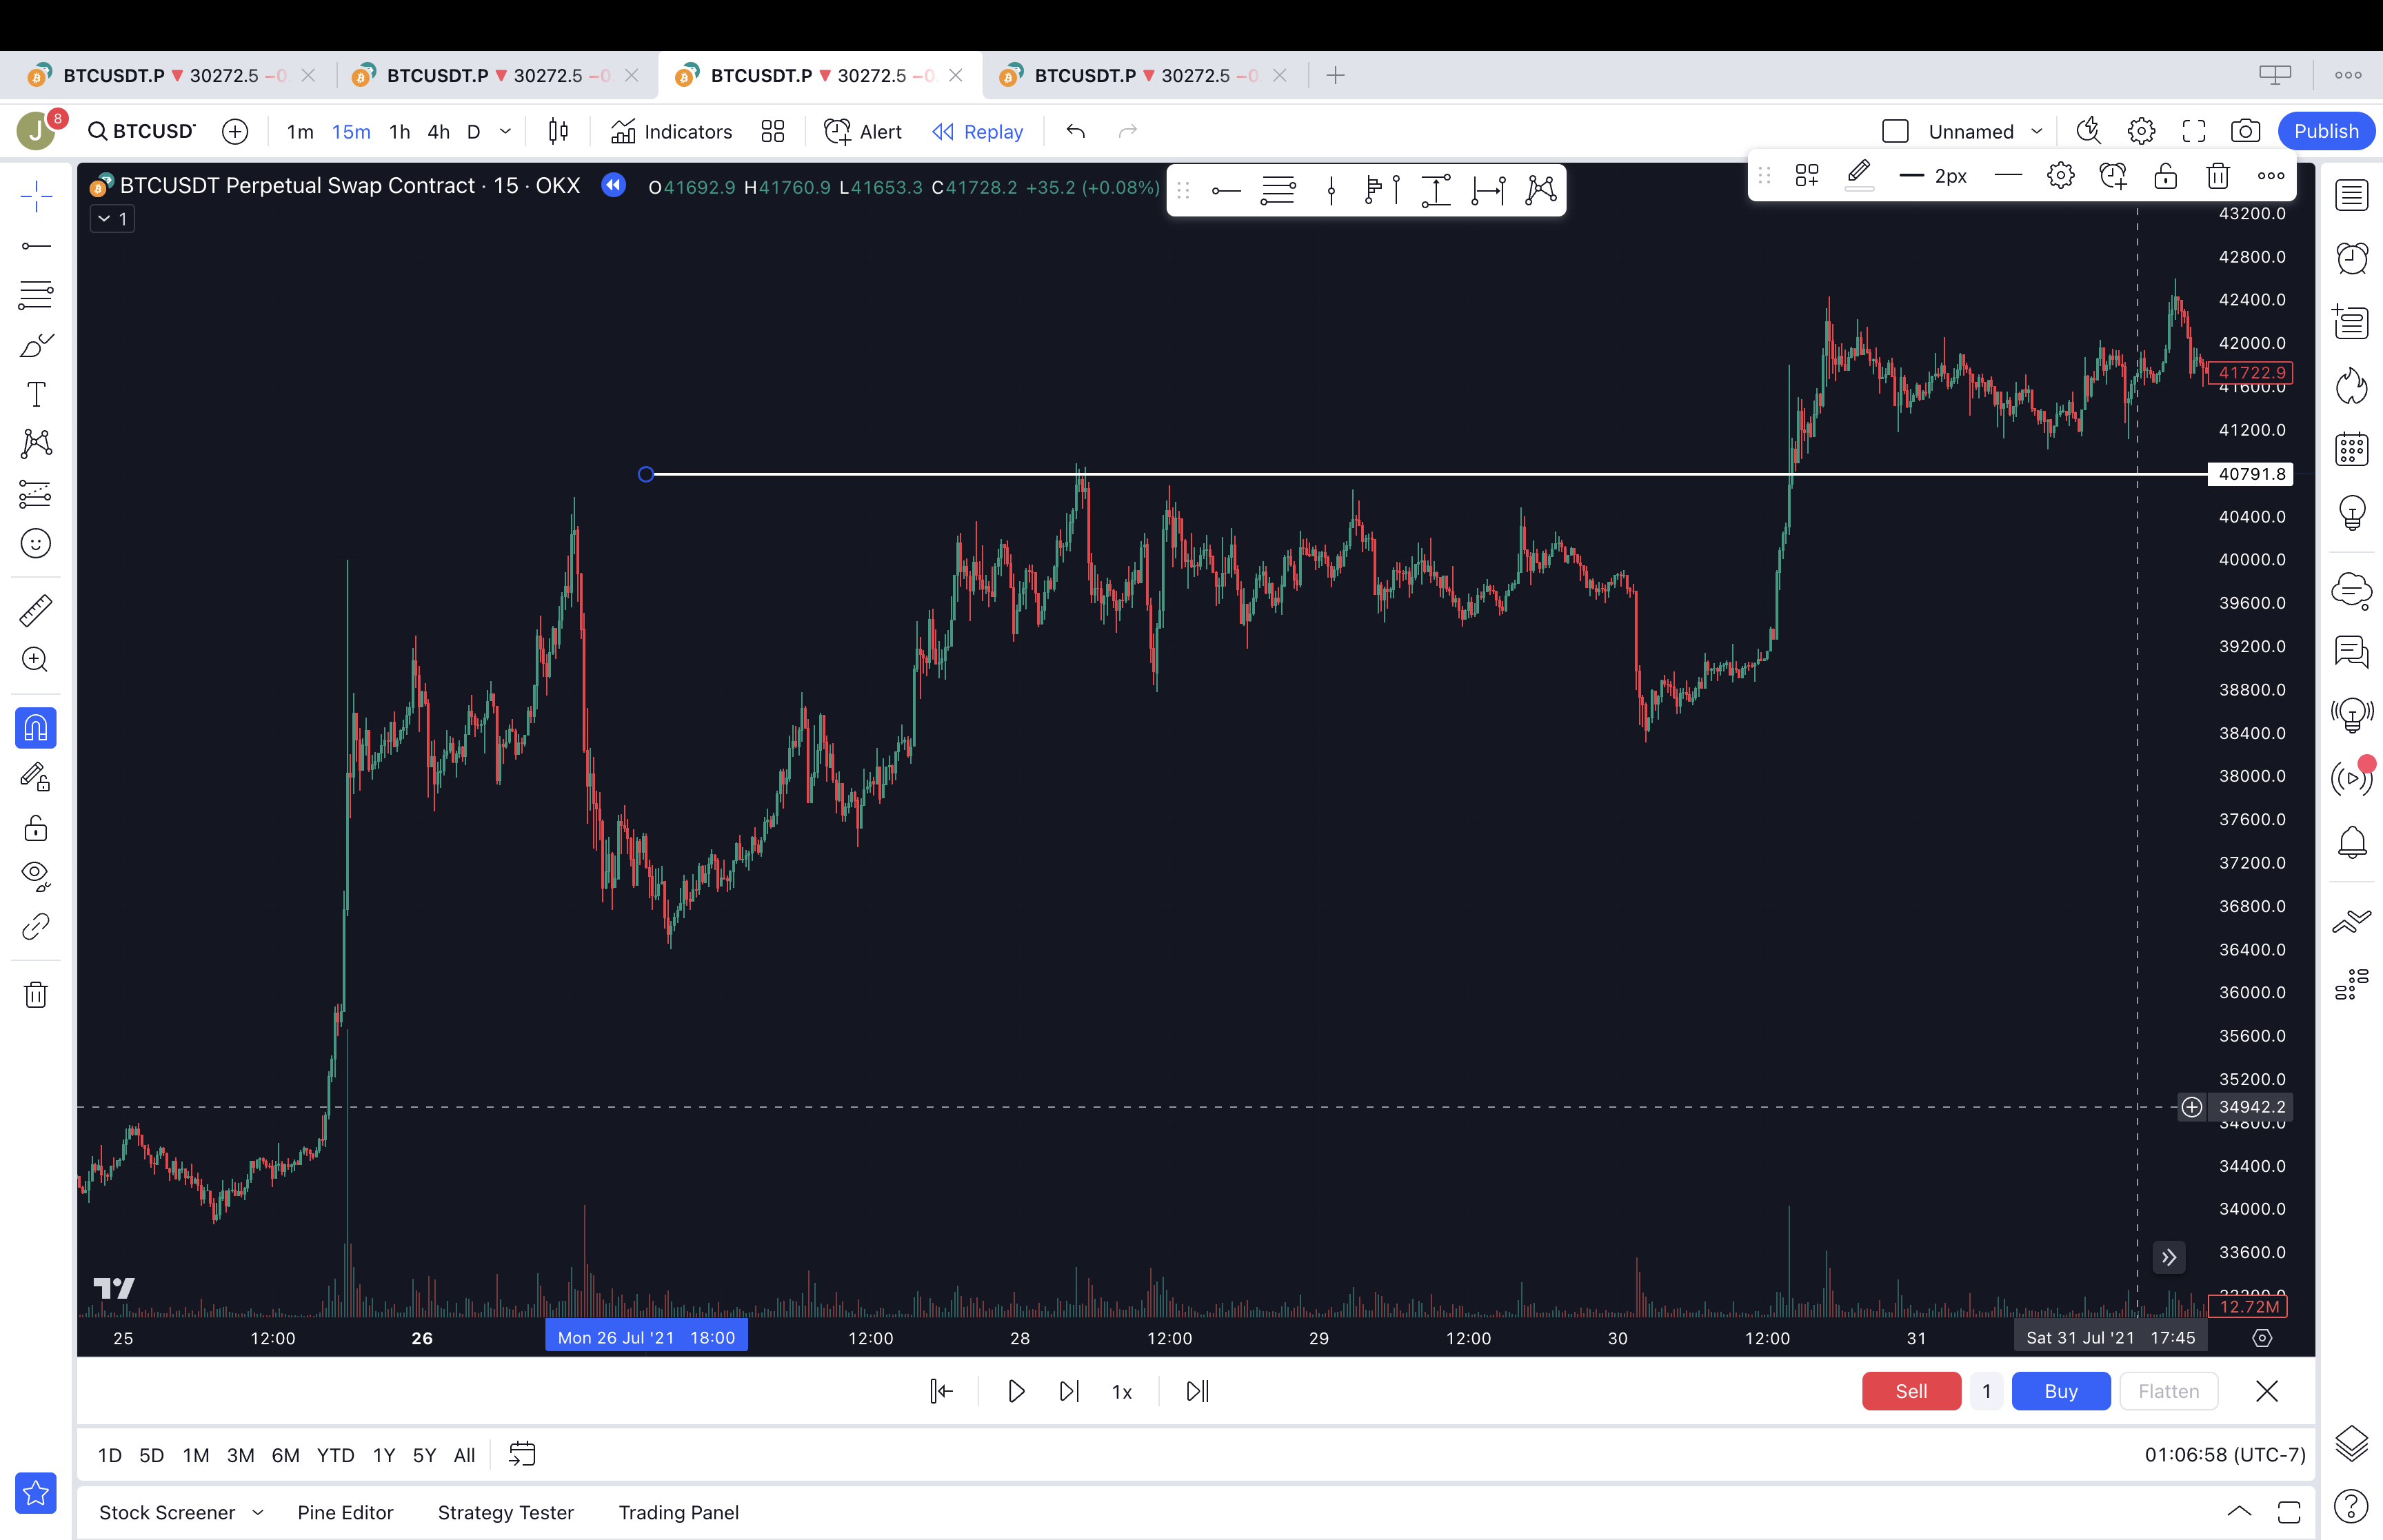 BTCUSDT.P 30272.5 −0
BTCUSDT.P 30272.5 −0
BTCUSDT.P 30272.5 −0
BTCUSDT.P 30272.5 −0
J 8 BTCUSD 1m 15m 1h 4h D Indicators Alert Replay Unnamed Publish
BTCUSDT Perpetual Swap Contract · 15 · OKX O41692.9 H41760.9 L41653.3 C41728.2 +35.2 (+0.08%)
2px
1
43200.0
42800.0
42400.0
42000.0
41722.9
41600.0
41200.0
40791.8
40400.0
40000.0
39600.0
39200.0
38800.0
38400.0
38000.0
37600.0
37200.0
36800.0
36400.0
36000.0
35600.0
35200.0
34942.2
34800.0
34400.0
34000.0
33600.0
33200.0
12.72M
25 12:00 26 Mon 26 Jul '21 18:00 12:00 28 12:00 29 12:00 30 12:00 31 Sat 31 Jul '21 17:45
1x Sell 1 Buy Flatten
1D 5D 1M 3M 6M YTD 1Y 5Y All 01:06:58 (UTC-7)
Stock Screener Pine Editor Strategy Tester Trading Panel